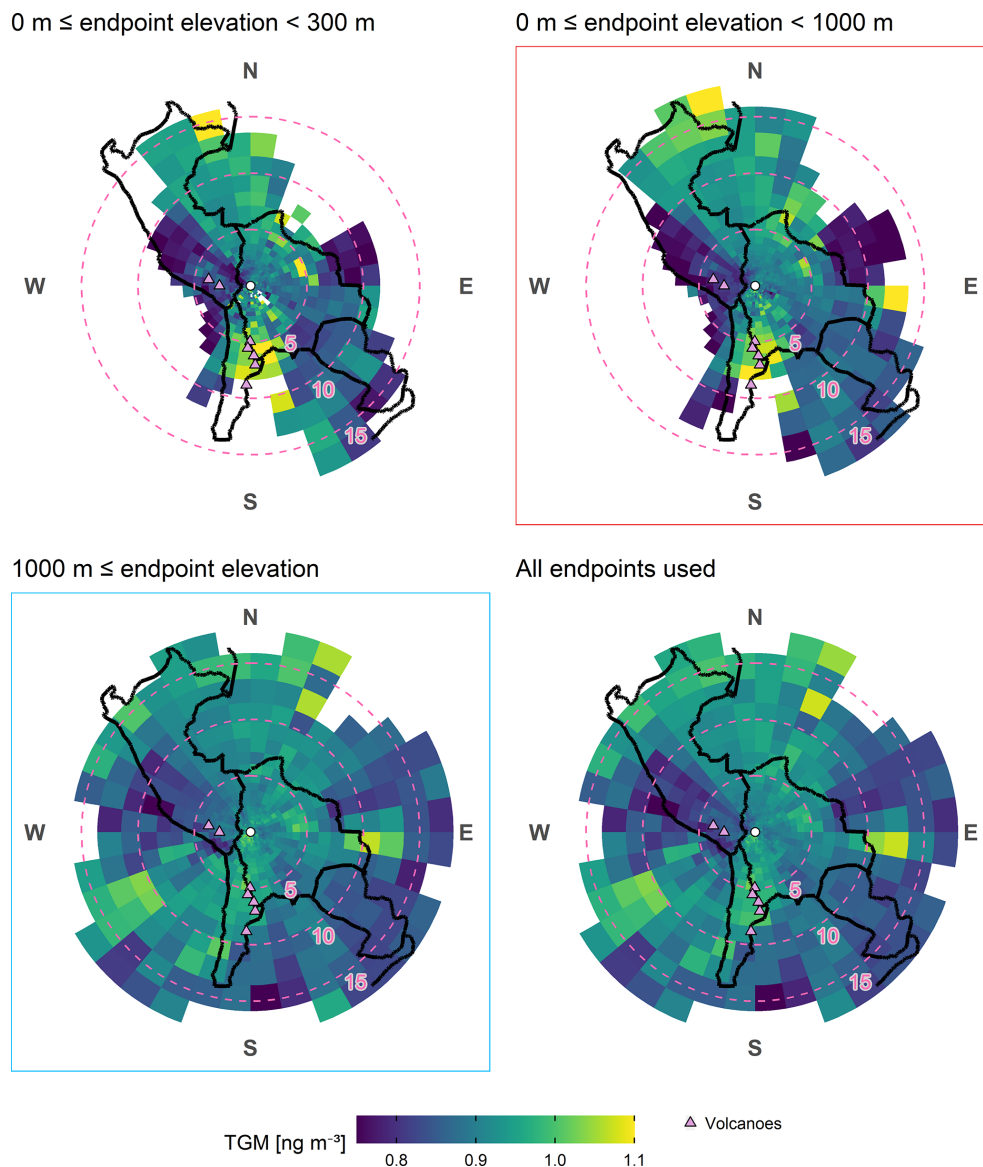 0 m ≤ endpoint elevation < 300 m
0 m ≤ endpoint elevation < 1000 m
N
W
E
S
5
10
15
N
W
E
S
5
10
15
1000 m ≤ endpoint elevation
All endpoints used
N
W
E
S
5
10
15
N
W
E
S
5
10
15
TGM [ng m⁻³]
0.8 0.9 1.0 1.1
Volcanoes